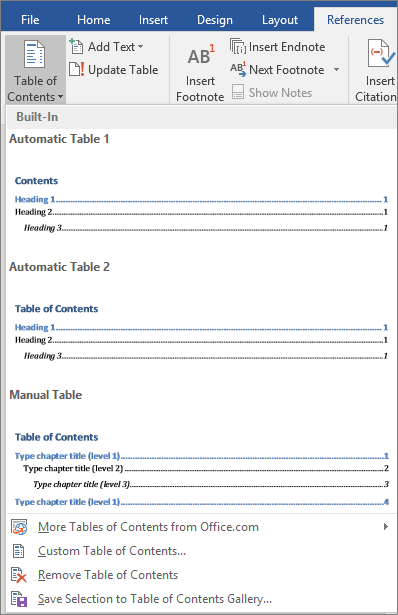 File Home Insert Design Layout References
Table of Contents
Add Text
Update Table
AB1
Insert Footnote
Insert Endnote
AB1 Next Footnote
Show Notes
Insert Citation
Built-In
Automatic Table 1
Contents
Heading 1 1
Heading 2 1
Heading 3 1
Automatic Table 2
Table of Contents
Heading 1 1
Heading 2 1
Heading 3 1
Manual Table
Table of Contents
Type chapter title (level 1) 1
Type chapter title (level 2) 2
Type chapter title (level 3) 3
Type chapter title (level 1) 4
More Tables of Contents from Office.com
Custom Table of Contents...
Remove Table of Contents
Save Selection to Table of Contents Gallery...